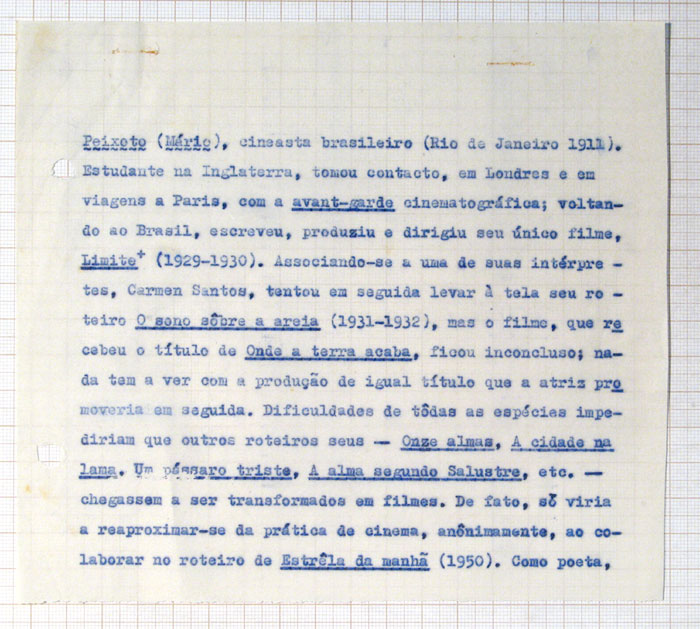 Peixoto (Mário), cineasta brasileiro (Rio de Janeiro 1911).
Estudante na Inglaterra, tomou contacto, em Londres e em
viagens a Paris, com a avant-garde cinematográfica; voltan-
do ao Brasil, escreveu, produziu e dirigiu seu único filme,
Limite+ (1929-1930). Associando-se a uma de suas intérpre -
tes, Carmen Santos, tentou em seguida levar à tela seu ro -
teiro O sono sôbre a areia (1931-1932), mas o filme, que re
cebeu o título de Onde a terra acaba, ficou inconcluso; na-
da tem a ver com a produção de igual título que a atriz pro
moveria em seguida. Dificuldades de tôdas as espécies impe-
diriam que outros roteiros seus — Onze almas, A cidade na
lama. Um pássaro triste, A alma segundo Salustre, etc. —
chegassem a ser transformados em filmes. De fato, só viria
a reaproximar-se da prática de cinema, anônimamente, ao co-
laborar no roteiro de Estrêla da manhã (1950). Como poeta,